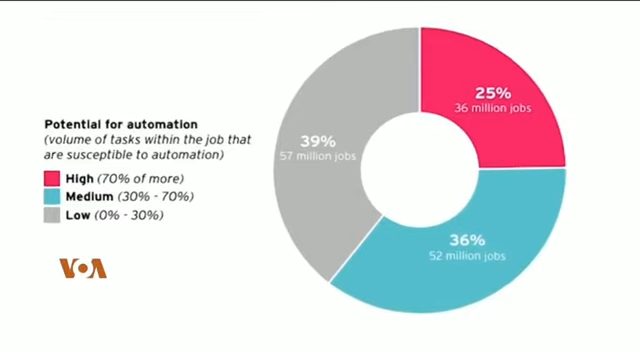 Potential for automation
(volume of tasks within the job that
are susceptible to automation)
High (70% of more)
Medium (30% - 70%)
Low (0% - 30%)
25%
36 million jobs
39%
57 million jobs
36%
52 million jobs
VOA